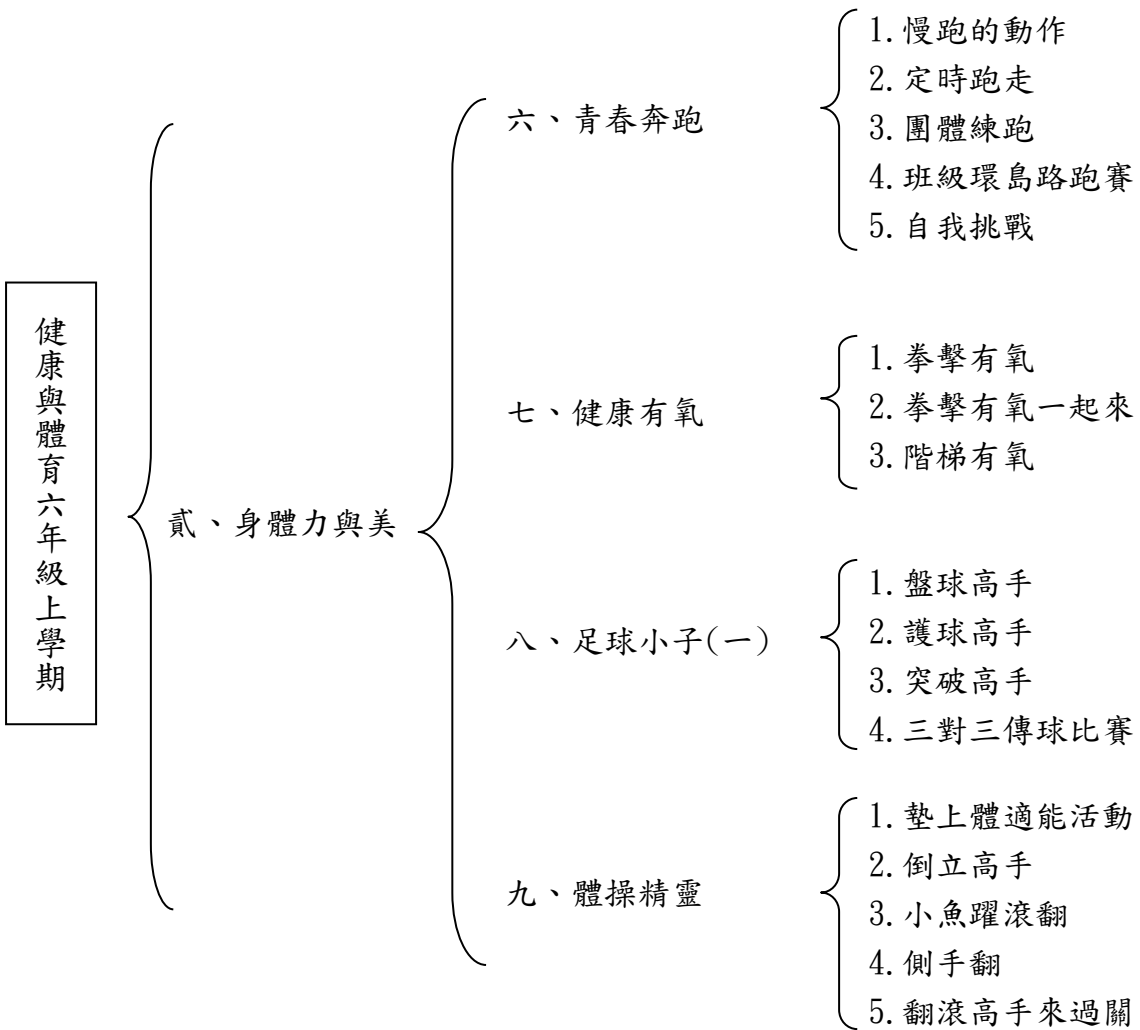 健康與體育六年級上學期
貳、身體力與美
六、青春奔跑
1.慢跑的動作
2.定時跑走
3.團體練跑
4.班級環島路跑賽
5.自我挑戰
七、健康有氧
1.拳擊有氧
2.拳擊有氧一起來
3.階梯有氧
八、足球小子(一)
1.盤球高手
2.護球高手
3.突破高手
4.三對三傳球比賽
九、體操精靈
1.墊上體適能活動
2.倒立高手
3.小魚躍滾翻
4.側手翻
5.翻滾高手來過關